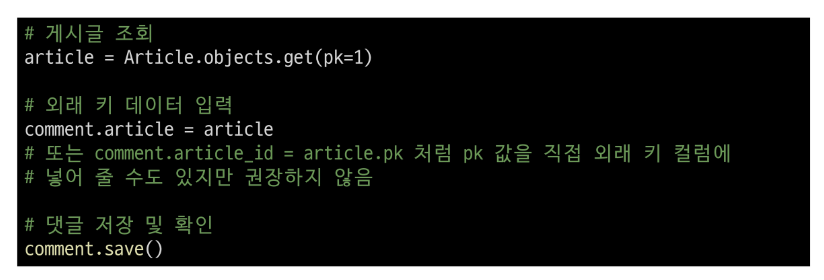 # 게시글 조회
article = Article.objects.get(pk=1)
# 외래 키 데이터 입력
comment.article = article
# 또는 comment.article_id = article.pk 처럼 pk 값을 직접 외래 키 컬럼에
# 넣어 줄 수도 있지만 권장하지 않음
# 댓글 저장 및 확인
comment.save()